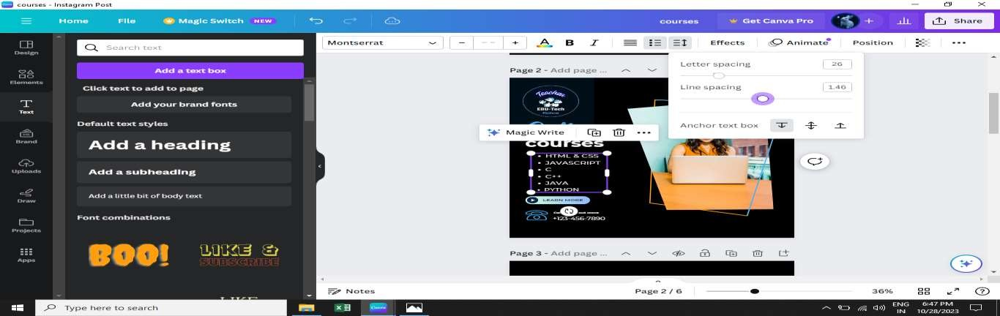 courses - Instagram Post
Home File Magic Switch NEW courses Get Canva Pro Share
Design
Elements
Text
Brand
Uploads
Draw
Projects
Apps
Search text
Add a text box
Click text to add to page
Add your brand fonts
Default text styles
Add a heading
Add a subheading
Add a little bit of body text
Font combinations
BOO!
LIKE &
SUBSCRIBE
LIKE
Montserrat - -- + A B I Effects Animate Position
Page 2 - Add page ...
Letter spacing 26
Line spacing 1.46
Anchor text box
Teacher
EBU-Tech
Magic Write
courses
• HTML & CSS
• JAVASCRIPT
• C
• C++
• JAVA
• PYTHON
LEARN MORE
+123-456-7890
Page 3 - Add page ...
Notes Page 2 / 6 36%
Type here to search
Canva
ENG
IN
6:47 PM
10/28/2023